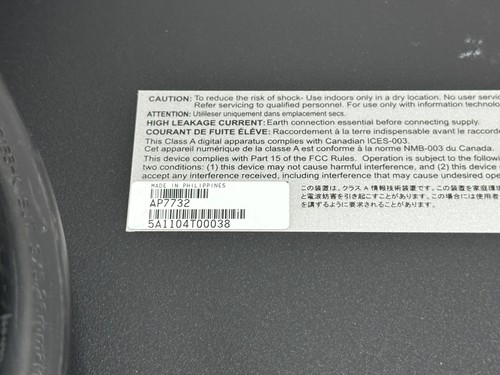 CAUTION: To reduce the risk of shock- Use indoors only in a dry location. No user servic
Refer servicing to qualified personnel. For use only with information technolo
ATTENTION: Utiliser uniquement dans emplacement secs.
HIGH LEAKAGE CURRENT: Earth connection essential before connecting supply.
COURANT DE FUITE ÉLEVÉ: Raccordement à la terre indispensable avant le raccorde
This Class A digital apparatus complies with Canadian ICES-003.
Cet appareil numérique de la classe A est conforme à la norme NMB-003 du Canada.
This device complies with Part 15 of the FCC Rules. Operation is subject to the follow
two conditions: (1) this device may not cause harmful interference, and (2) this device
accept any interference received, including interference that may cause undesired oper
MADE IN PHILIPPINES
AP7732
5A1104T00038
この装置は、クラスA情報技術装置です。この装置を家庭環
と電波妨害を引き起こすことがあります。この場合には使用者
を講ずるように要求されることがあります。